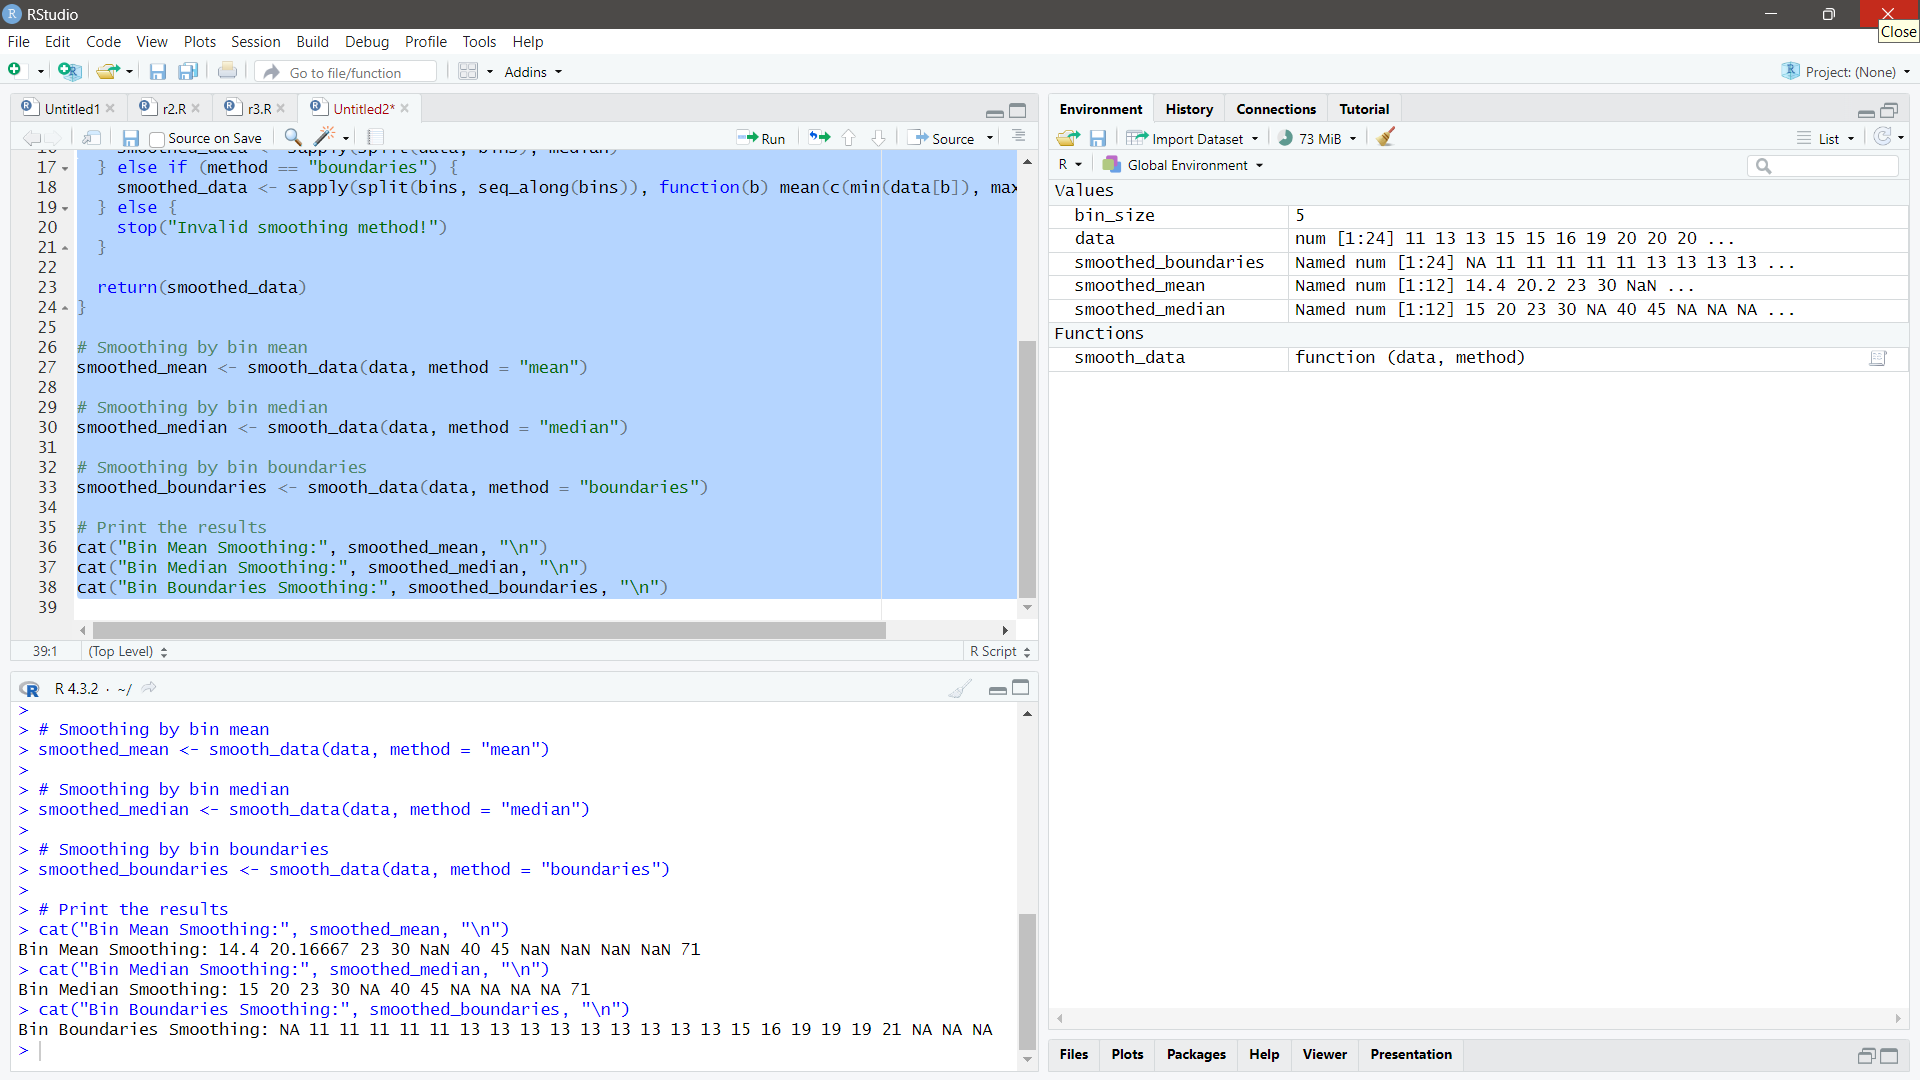 RStudio
Close
File Edit Code View Plots Session Build Debug Profile Tools Help
Go to file/function Addins Project: (None)
Untitled1 r2.R r3.R Untitled2*
Source on Save Run Source
17 } else if (method == "boundaries") {
18 smoothed_data <- sapply(split(bins, seq_along(bins)), function(b) mean(c(min(data[b]), max
19 } else {
20 stop("Invalid smoothing method!")
21 }
22
23 return(smoothed_data)
24 }
25
26 # Smoothing by bin mean
27 smoothed_mean <- smooth_data(data, method = "mean")
28
29 # Smoothing by bin median
30 smoothed_median <- smooth_data(data, method = "median")
31
32 # Smoothing by bin boundaries
33 smoothed_boundaries <- smooth_data(data, method = "boundaries")
34
35 # Print the results
36 cat("Bin Mean Smoothing:", smoothed_mean, "\n")
37 cat("Bin Median Smoothing:", smoothed_median, "\n")
38 cat("Bin Boundaries Smoothing:", smoothed_boundaries, "\n")
39
39:1 (Top Level) R Script
R 4.3.2 · ~/
>
> # Smoothing by bin mean
> smoothed_mean <- smooth_data(data, method = "mean")
>
> # Smoothing by bin median
> smoothed_median <- smooth_data(data, method = "median")
>
> # Smoothing by bin boundaries
> smoothed_boundaries <- smooth_data(data, method = "boundaries")
>
> # Print the results
> cat("Bin Mean Smoothing:", smoothed_mean, "\n")
Bin Mean Smoothing: 14.4 20.16667 23 30 NaN 40 45 NaN NaN NaN NaN 71
> cat("Bin Median Smoothing:", smoothed_median, "\n")
Bin Median Smoothing: 15 20 23 30 NA 40 45 NA NA NA NA 71
> cat("Bin Boundaries Smoothing:", smoothed_boundaries, "\n")
Bin Boundaries Smoothing: NA 11 11 11 11 11 13 13 13 13 13 13 13 13 13 15 16 19 19 19 21 NA NA NA
>
Environment History Connections Tutorial
Import Dataset 73 MiB List
R Global Environment
Values
bin_size 5
data num [1:24] 11 13 13 15 15 16 19 20 20 20 ...
smoothed_boundaries Named num [1:24] NA 11 11 11 11 11 13 13 13 13 ...
smoothed_mean Named num [1:12] 14.4 20.2 23 30 NaN ...
smoothed_median Named num [1:12] 15 20 23 30 NA 40 45 NA NA NA ...
Functions
smooth_data function (data, method)
Files Plots Packages Help Viewer Presentation